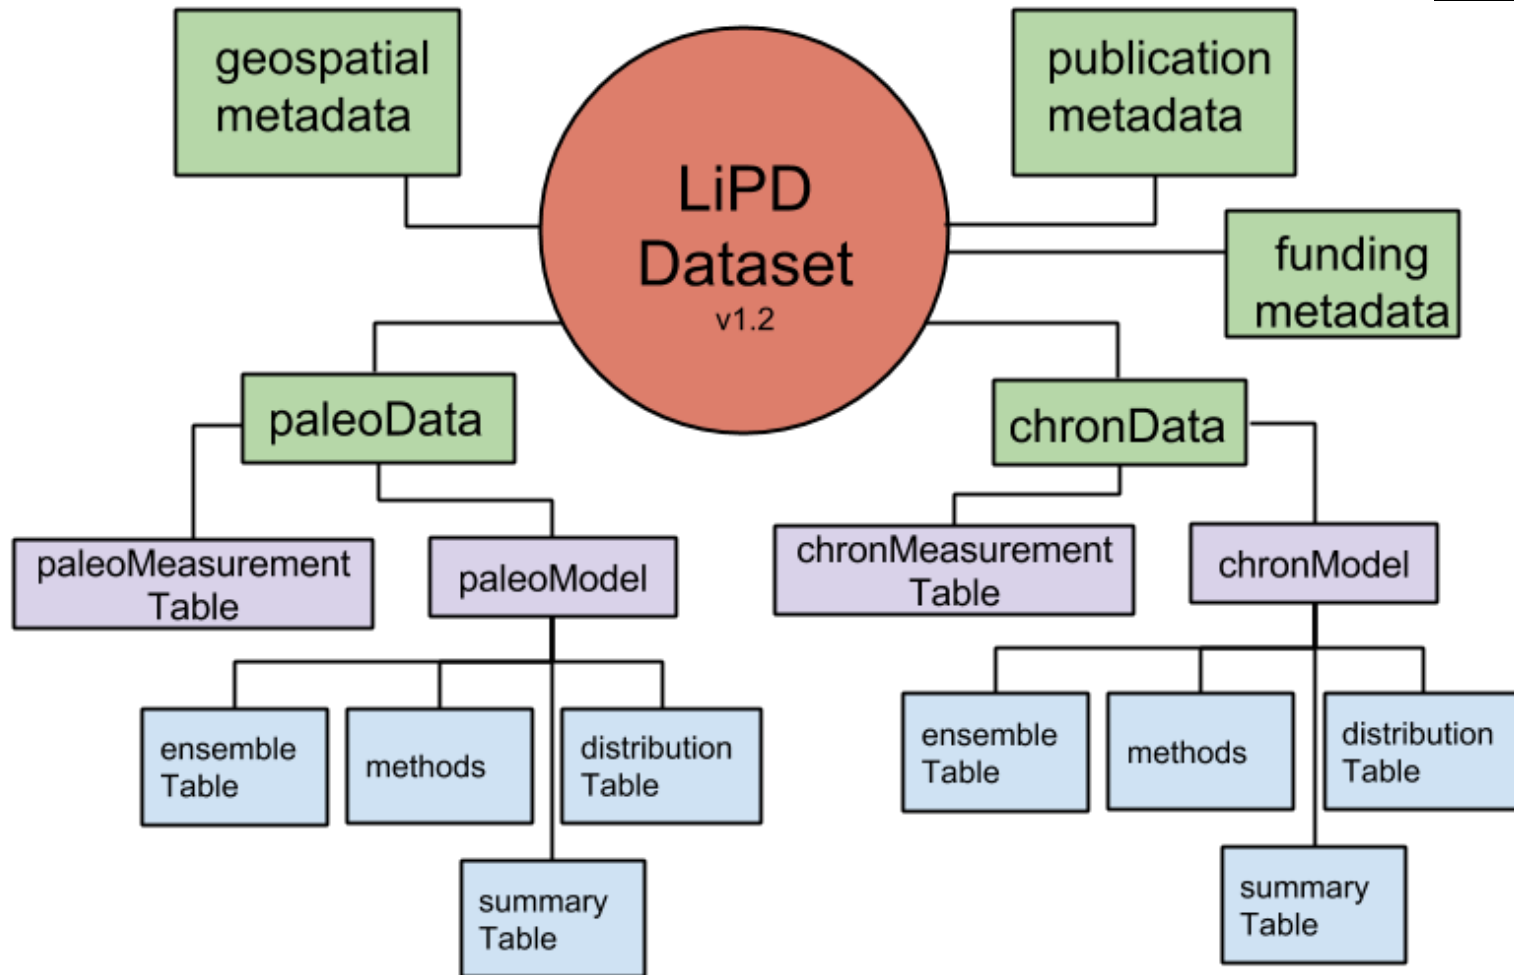 geospatial
metadata
publication
metadata
LiPD
Dataset
v1.2
funding
metadata
paleoData
chronData
paleoMeasurement
Table
paleoModel
chronMeasurement
Table
chronModel
ensemble
Table
methods
distribution
Table
summary
Table
ensemble
Table
methods
distribution
Table
summary
Table